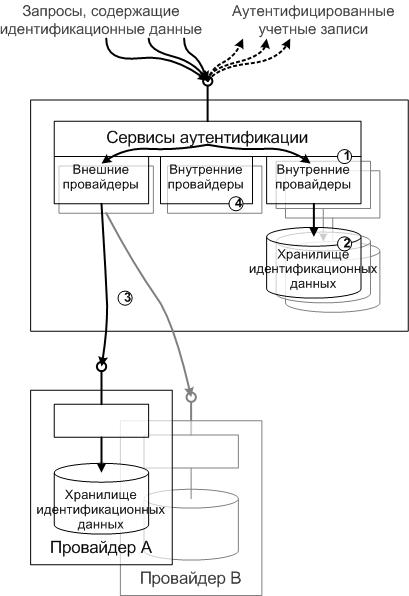 Запросы, содержащие
идентификационные данные
Аутентифицированные
учетные записи
Сервисы аутентификации
1
Внешние
провайдеры
Внутренние
провайдеры
4
Внутренние
провайдеры
2
Хранилище
идентификационных
данных
3
Хранилище
идентификационных
данных
Провайдер A
Провайдер B